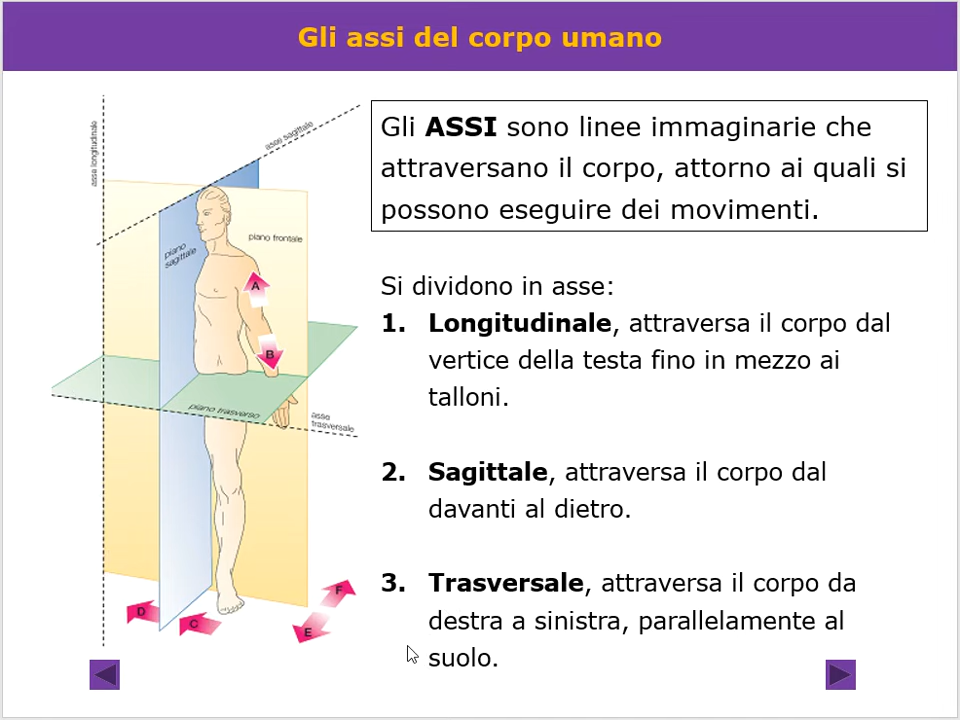 Gli assi del corpo umano
asse longitudinale
asse sagittale
piano
sagittale
piano frontale
A
B
piano trasverso
asse
trasversale
D
C
F
E
Gli ASSI sono linee immaginarie che
attraversano il corpo, attorno ai quali si
possono eseguire dei movimenti.
Si dividono in asse:
1. Longitudinale, attraversa il corpo dal
vertice della testa fino in mezzo ai
talloni.
2. Sagittale, attraversa il corpo dal
davanti al dietro.
3. Trasversale, attraversa il corpo da
destra a sinistra, parallelamente al
suolo.